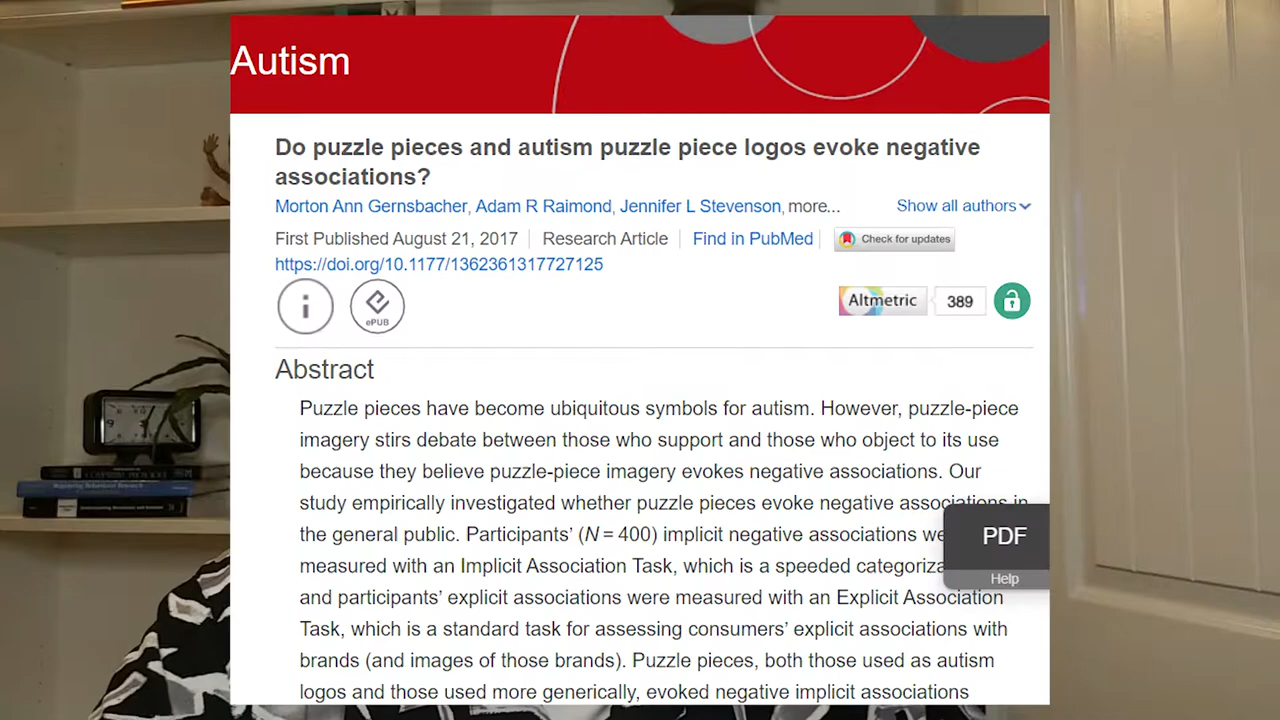 Autism
Do puzzle pieces and autism puzzle piece logos evoke negative
associations?
Morton Ann Gernsbacher, Adam R Raimond, Jennifer L Stevenson, more... Show all authors
First Published August 21, 2017 Research Article Find in PubMed Check for updates
https://doi.org/10.1177/1362361317727125
i ePUB Altmetric 389
Abstract
Puzzle pieces have become ubiquitous symbols for autism. However, puzzle-piece
imagery stirs debate between those who support and those who object to its use
because they believe puzzle-piece imagery evokes negative associations. Our
study empirically investigated whether puzzle pieces evoke negative associations in
the general public. Participants' (N = 400) implicit negative associations we
PDF
measured with an Implicit Association Task, which is a speeded categoriza
Help
and participants' explicit associations were measured with an Explicit Association
Task, which is a standard task for assessing consumers' explicit associations with
brands (and images of those brands). Puzzle pieces, both those used as autism
logos and those used more generically, evoked negative implicit associations